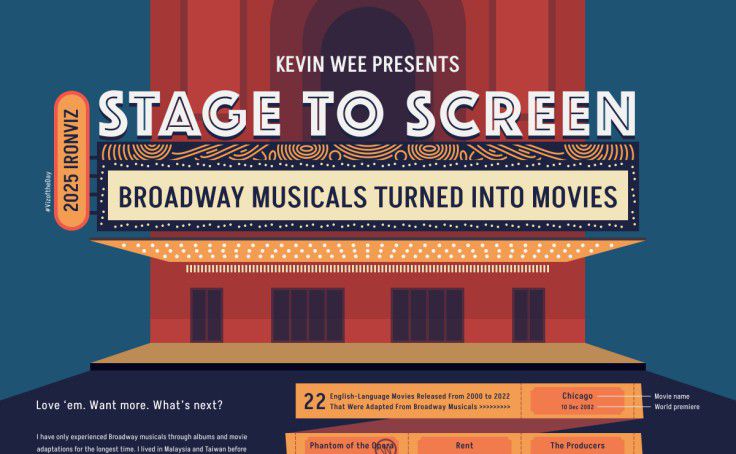 KEVIN WEE PRESENTS
STAGE TO SCREEN
2025 IRONVIZ
#VizoftheDay
BROADWAY MUSICALS TURNED INTO MOVIES
Love ‘em. Want more. What’s next?
I have only experienced Broadway musicals through albums and movie
adaptations for the longest time. I lived in Malaysia and Taiwan before
22
English-Language Movies Released From 2000 to 2022
That Were Adapted From Broadway Musicals >>>>>>>>>
Chicago
10 Dec 2002
Movie name
World premiere
Phantom of the Opera
Rent
The Producers